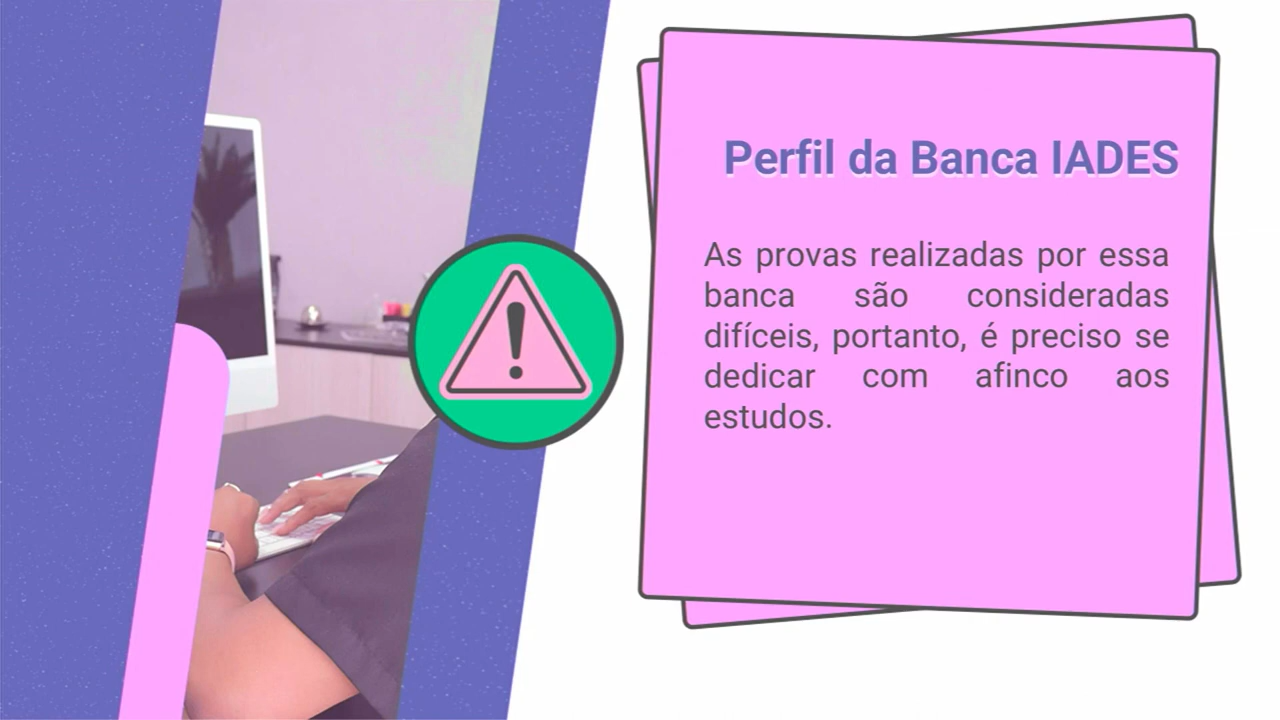 Perfil da Banca IADES
As provas realizadas por essa
banca são consideradas
difíceis, portanto, é preciso se
dedicar com afinco aos
estudos.